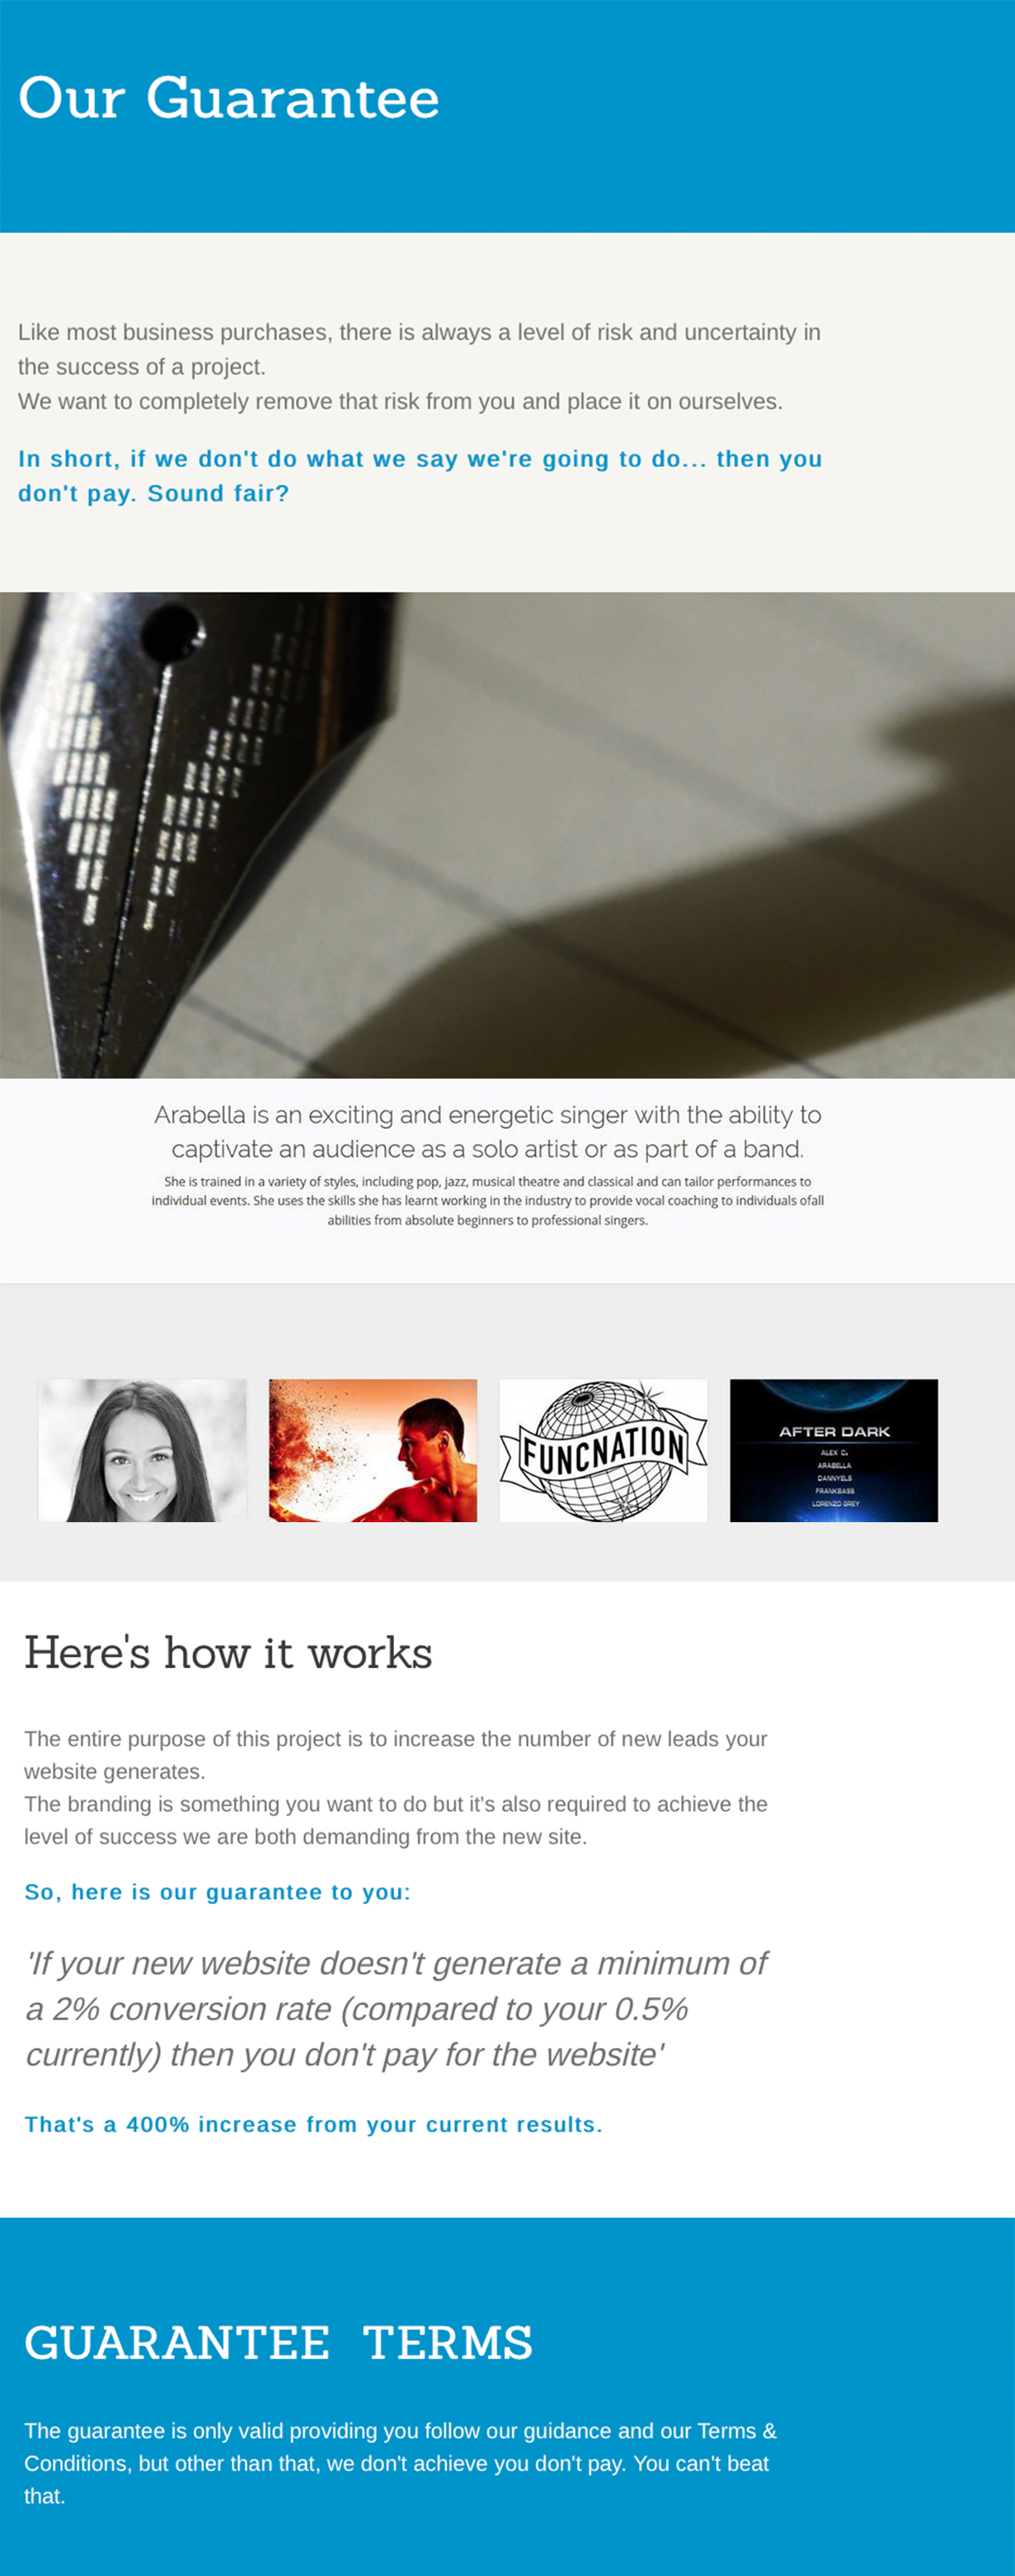 Our Guarantee
Like most business purchases, there is always a level of risk and uncertainty in
the success of a project.
We want to completely remove that risk from you and place it on ourselves.
In short, if we don't do what we say we're going to do... then you
don't pay. Sound fair?
Arabella is an exciting and energetic singer with the ability to
captivate an audience as a solo artist or as part of a band.
She is trained in a variety of styles, including pop, jazz, musical theatre and classical and can tailor performances to
individual events. She uses the skills she has learnt working in the industry to provide vocal coaching to individuals ofall
abilities from absolute beginners to professional singers.
FUNCNATION
AFTER DARK
ALEX C.
ARABELLA
DANNYELS
FRANKBASS
LORENZO GREY
Here's how it works
The entire purpose of this project is to increase the number of new leads your
website generates.
The branding is something you want to do but it's also required to achieve the
level of success we are both demanding from the new site.
So, here is our guarantee to you:
'If your new website doesn't generate a minimum of
a 2% conversion rate (compared to your 0.5%
currently) then you don't pay for the website'
That's a 400% increase from your current results.
GUARANTEE TERMS
The guarantee is only valid providing you follow our guidance and our Terms &
Conditions, but other than that, we don't achieve you don't pay. You can't beat
that.